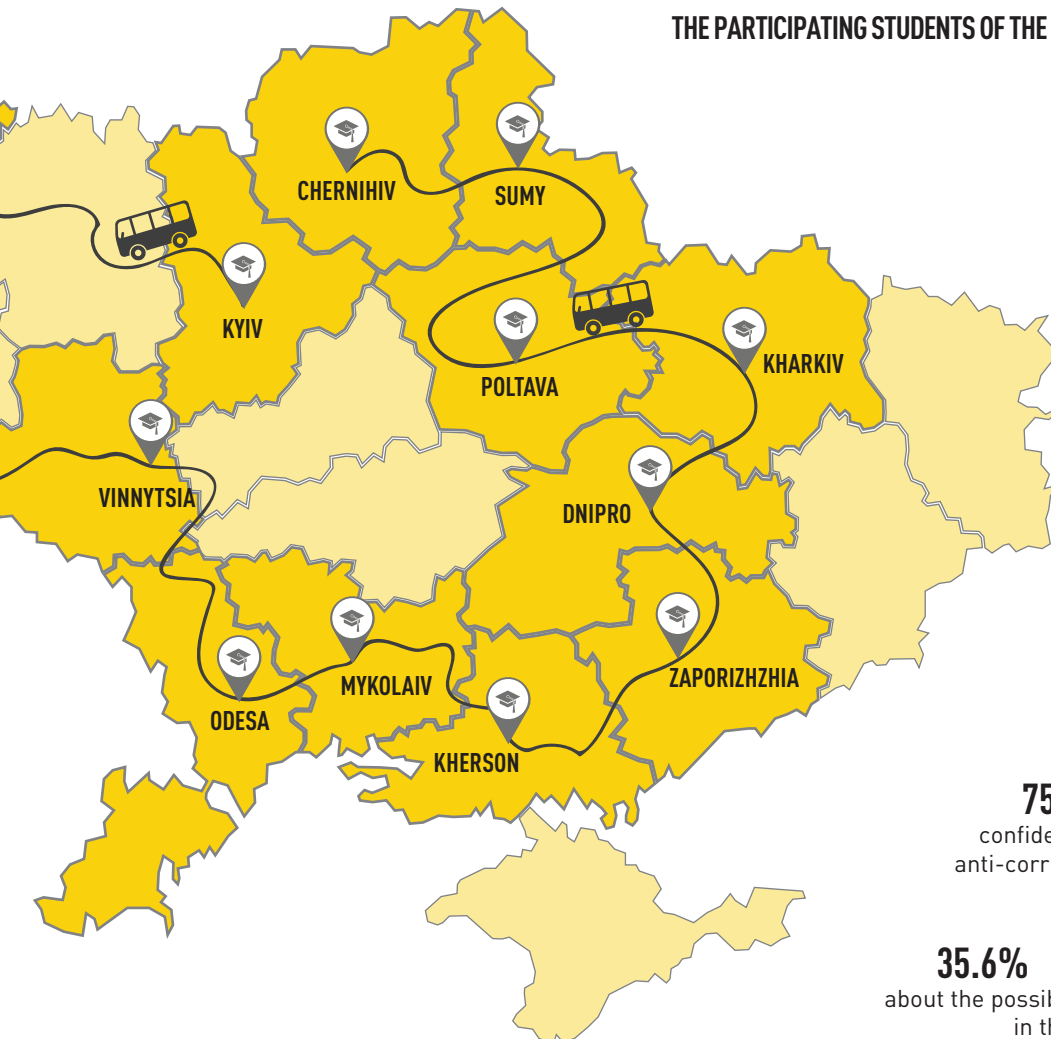 THE PARTICIPATING STUDENTS OF THE
CHERNIHIV
SUMY
KYIV
POLTAVA
KHARKIV
VINNYTSIA
DNIPRO
ZAPORIZHZHIA
MYKOLAIV
ODESA
KHERSON
75
confide
anti-corr
35.6%
about the possib
in th